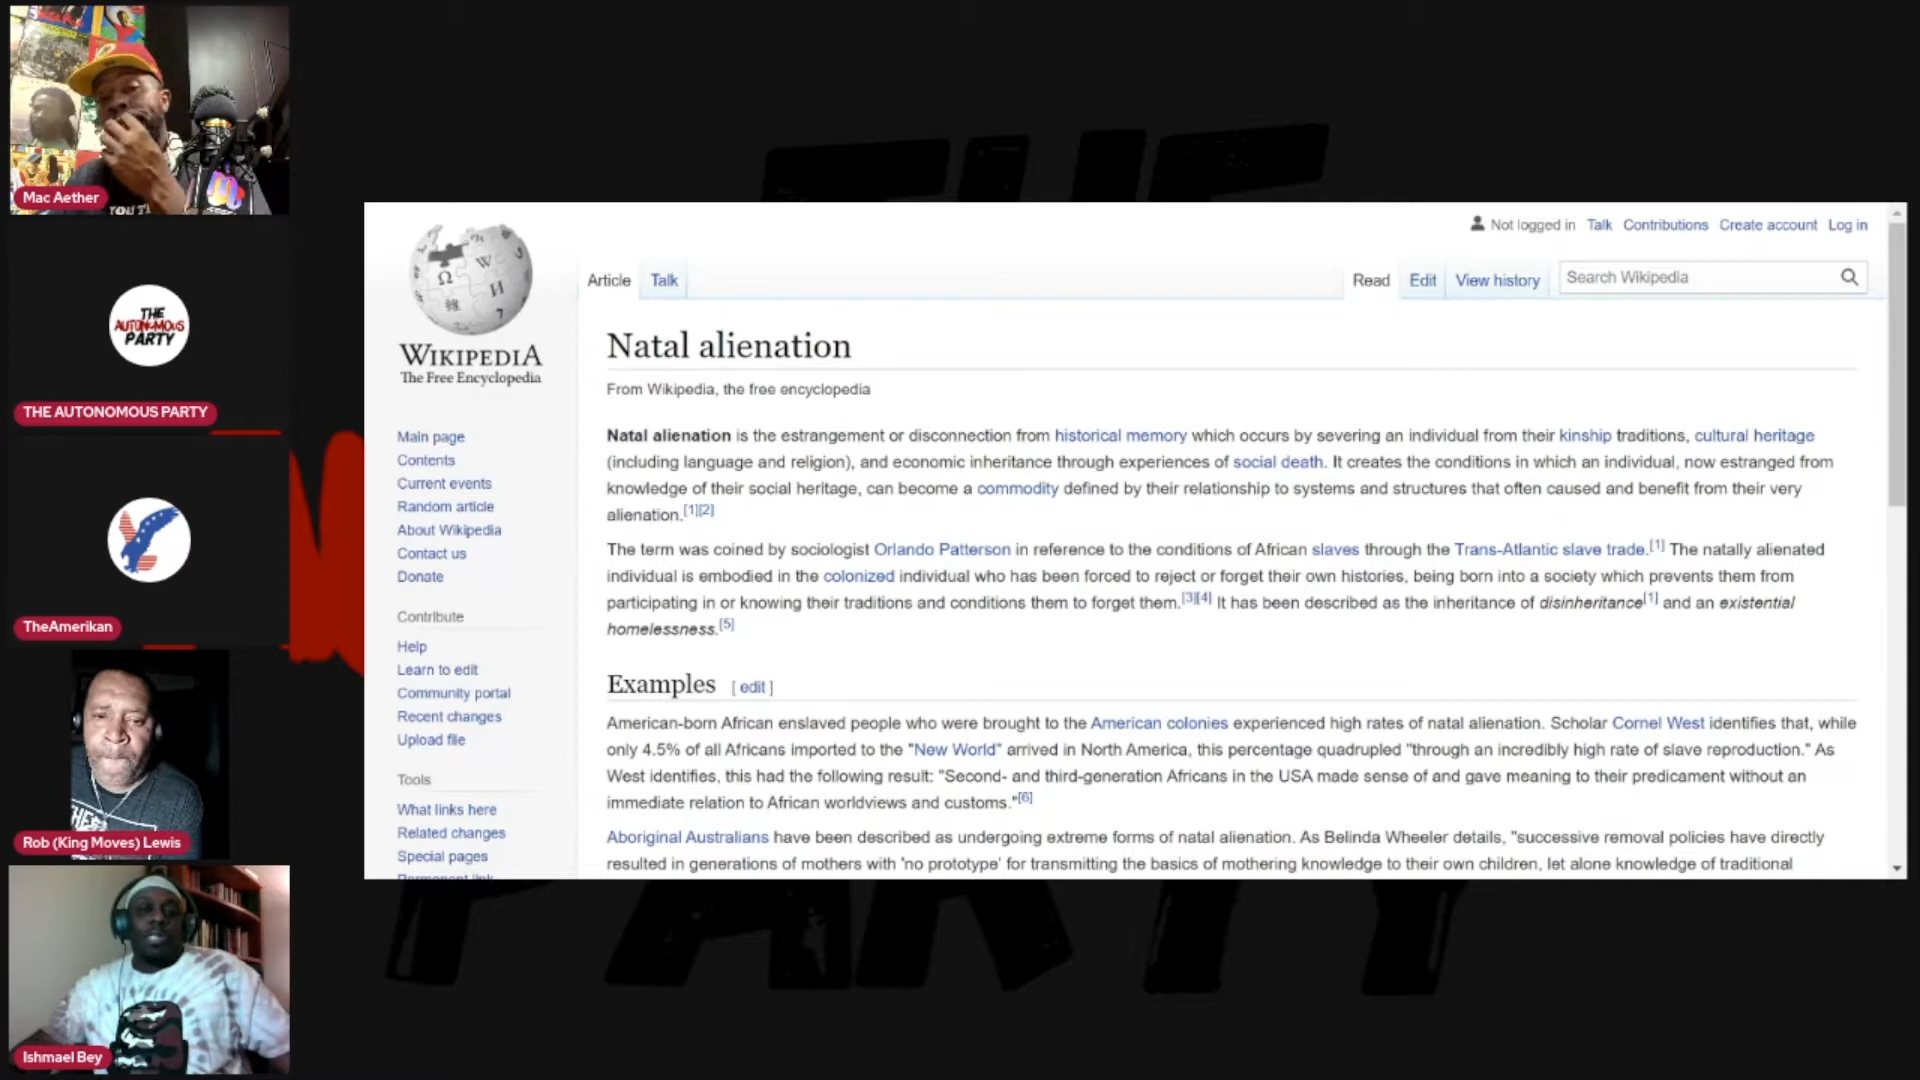 Mac Aether
THE
AUTONOMOUS
PARTY
THE AUTONOMOUS PARTY
TheAmerikan
Rob (King Moves) Lewis
Ishmael Bey
WIKIPEDIA
The Free Encyclopedia
Main page
Contents
Current events
Random article
About Wikipedia
Contact us
Donate
Contribute
Help
Learn to edit
Community portal
Recent changes
Upload file
Tools
What links here
Related changes
Special pages
Permanent link
Not logged in Talk Contributions Create account Log in
Article Talk Read Edit View history Search Wikipedia
Natal alienation
From Wikipedia, the free encyclopedia
Natal alienation is the estrangement or disconnection from historical memory which occurs by severing an individual from their kinship traditions, cultural heritage
(including language and religion), and economic inheritance through experiences of social death. It creates the conditions in which an individual, now estranged from
knowledge of their social heritage, can become a commodity defined by their relationship to systems and structures that often caused and benefit from their very
alienation.[1][2]
The term was coined by sociologist Orlando Patterson in reference to the conditions of African slaves through the Trans-Atlantic slave trade.[1] The natally alienated
individual is embodied in the colonized individual who has been forced to reject or forget their own histories, being born into a society which prevents them from
participating in or knowing their traditions and conditions them to forget them.[3][4] It has been described as the inheritance of disinheritance[1] and an existential
homelessness.[5]
Examples [ edit ]
American-born African enslaved people who were brought to the American colonies experienced high rates of natal alienation. Scholar Cornel West identifies that, while
only 4.5% of all Africans imported to the "New World" arrived in North America, this percentage quadrupled "through an incredibly high rate of slave reproduction." As
West identifies, this had the following result: "Second- and third-generation Africans in the USA made sense of and gave meaning to their predicament without an
immediate relation to African worldviews and customs."[6]
Aboriginal Australians have been described as undergoing extreme forms of natal alienation. As Belinda Wheeler details, "successive removal policies have directly
resulted in generations of mothers with 'no prototype' for transmitting the basics of mothering knowledge to their own children, let alone knowledge of traditional
THE
PARTY